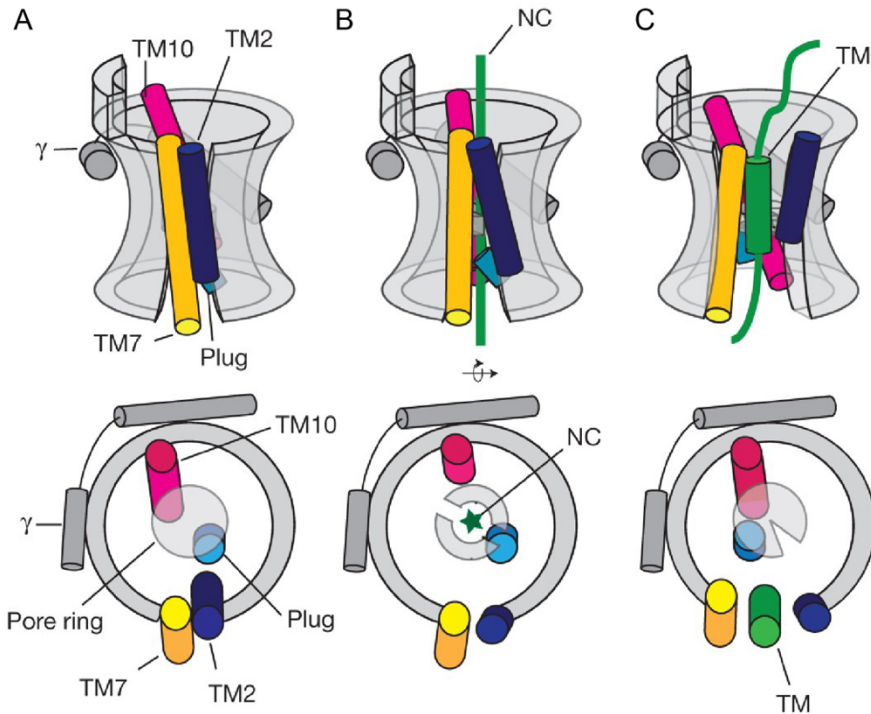 A
TM10
TM2
γ
TM7
Plug
B
NC
C
TM
TM10
γ
Pore ring
Plug
TM7
TM2
NC
TM